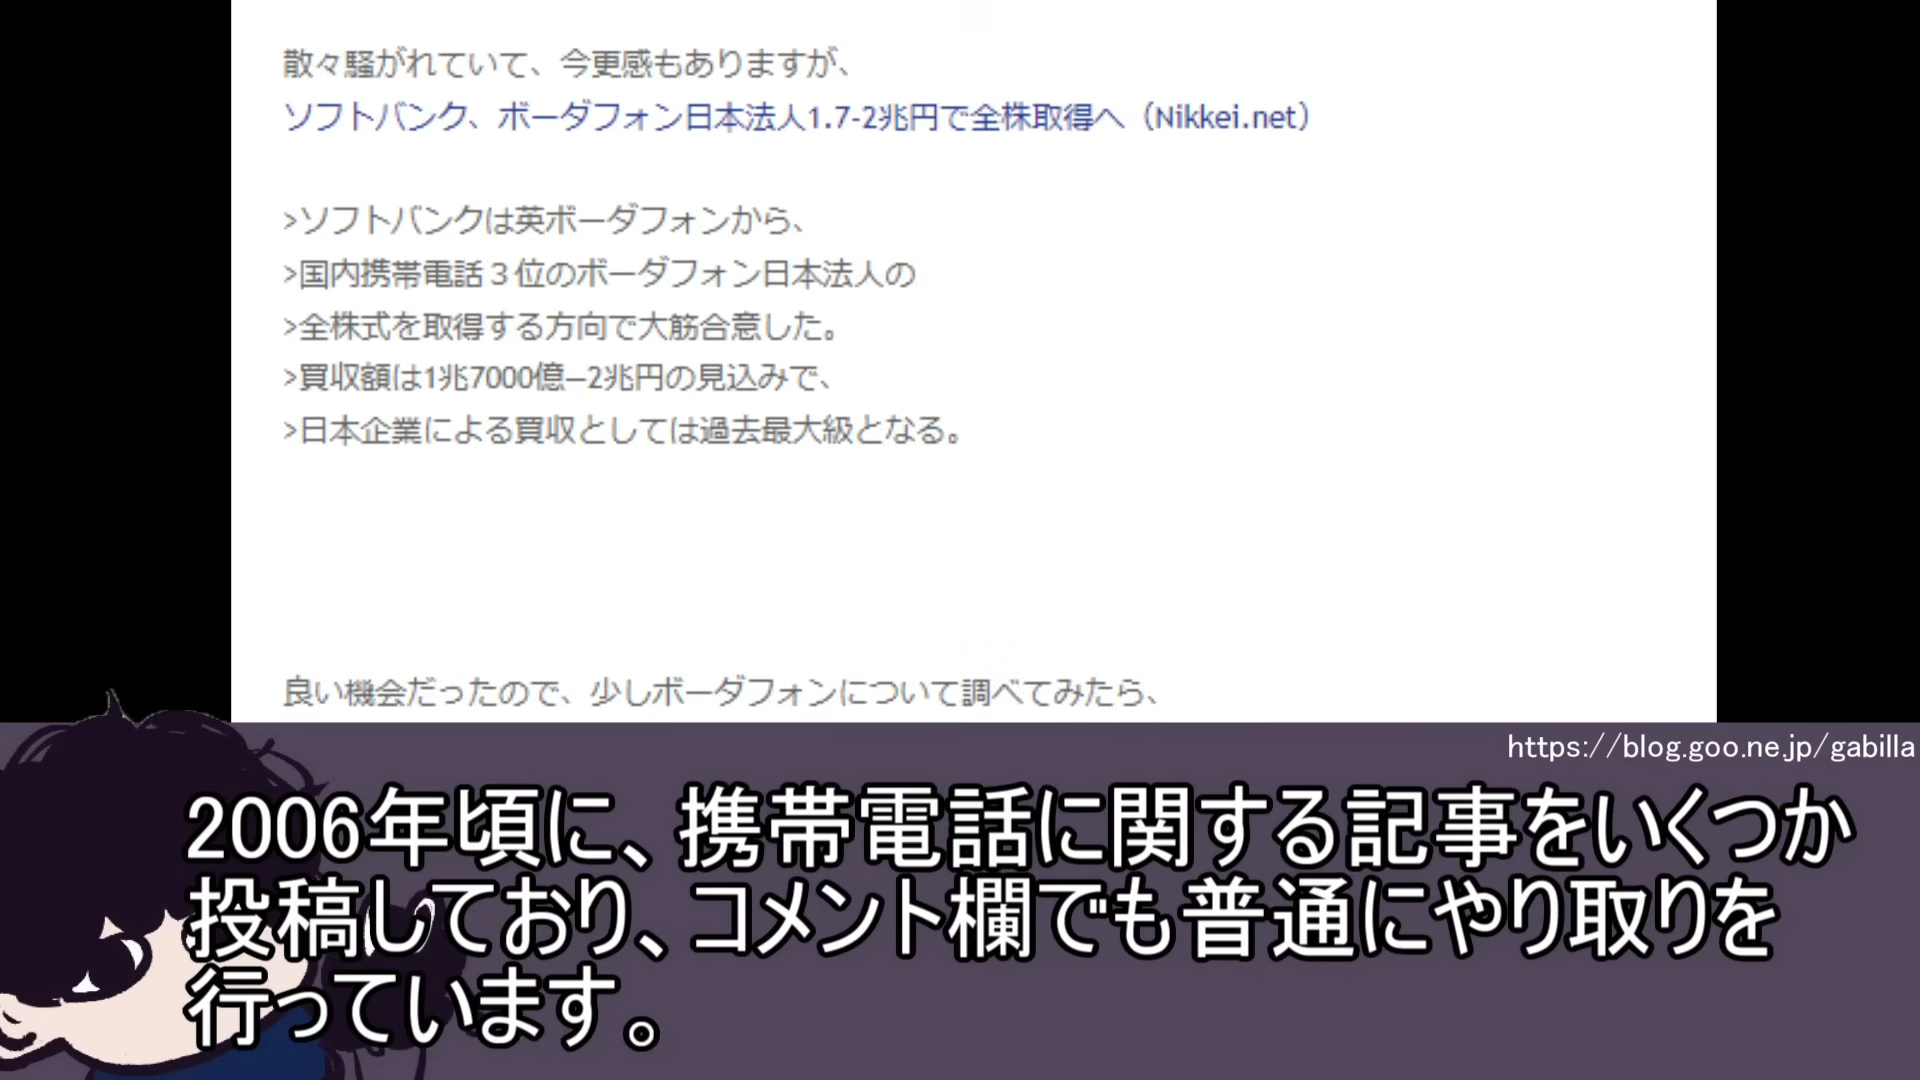 散々騒がれていて、今更感もありますが、
ソフトバンク、ボーダフォン日本法人1.7-2兆円で全株取得へ（Nikkei.net）
>ソフトバンクは英ボーダフォンから、
>国内携帯電話３位のボーダフォン日本法人の
>全株式を取得する方向で大筋合意した。
>買収額は1兆7000億―2兆円の見込みで、
>日本企業による買収としては過去最大級となる。
良い機会だったので、少しボーダフォンについて調べてみたら、
https://blog.goo.ne.jp/gabilla
2006年頃に、携帯電話に関する記事をいくつか
投稿しており、コメント欄でも普通にやり取りを
行っています。